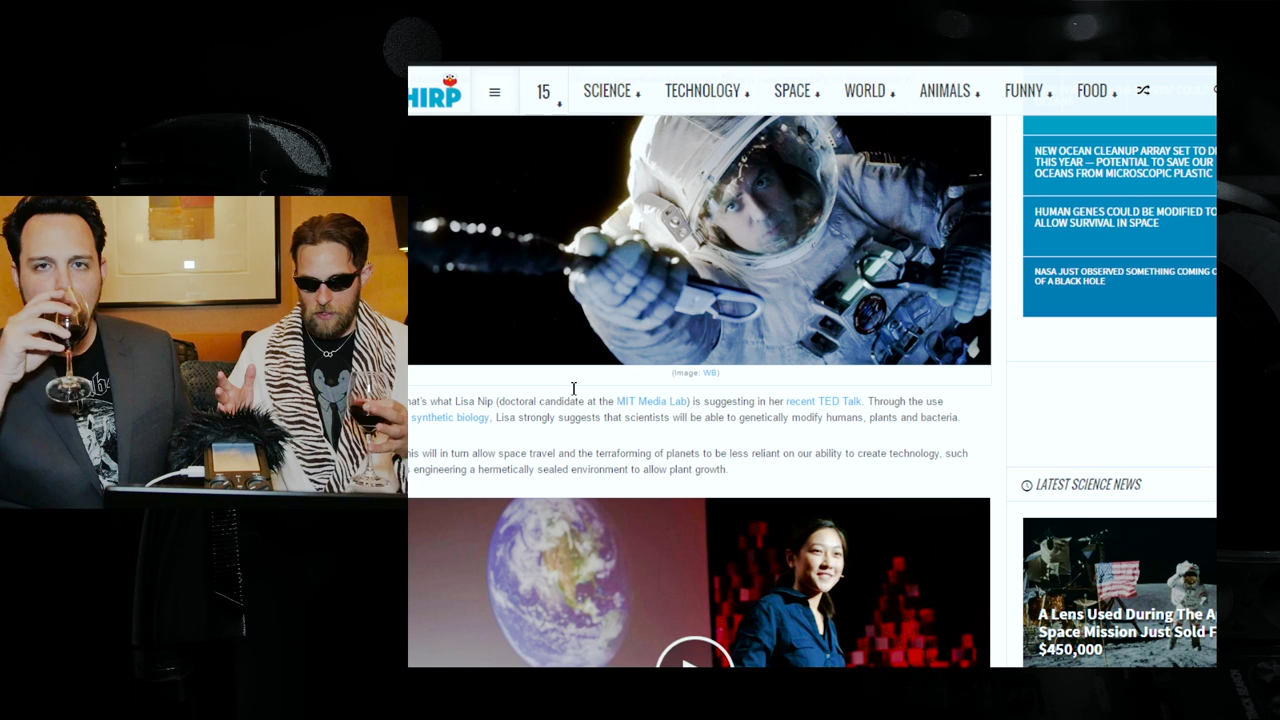 HIRP
15
SCIENCE
TECHNOLOGY
SPACE
WORLD
ANIMALS
FUNNY
FOOD
NEW OCEAN CLEANUP ARRAY SET TO D
THIS YEAR — POTENTIAL TO SAVE OUR
OCEANS FROM MICROSCOPIC PLASTIC
HUMAN GENES COULD BE MODIFIED TO
ALLOW SURVIVAL IN SPACE
NASA JUST OBSERVED SOMETHING COMING O
OF A BLACK HOLE
(Image: WB)
hat's what Lisa Nip (doctoral candidate at the MIT Media Lab) is suggesting in her recent TED Talk. Through the use
synthetic biology, Lisa strongly suggests that scientists will be able to genetically modify humans, plants and bacteria.
his will in turn allow space travel and the terraforming of planets to be less reliant on our ability to create technology, such
s engineering a hermetically sealed environment to allow plant growth.
LATEST SCIENCE NEWS
A Lens Used During The A
Space Mission Just Sold F
$450,000